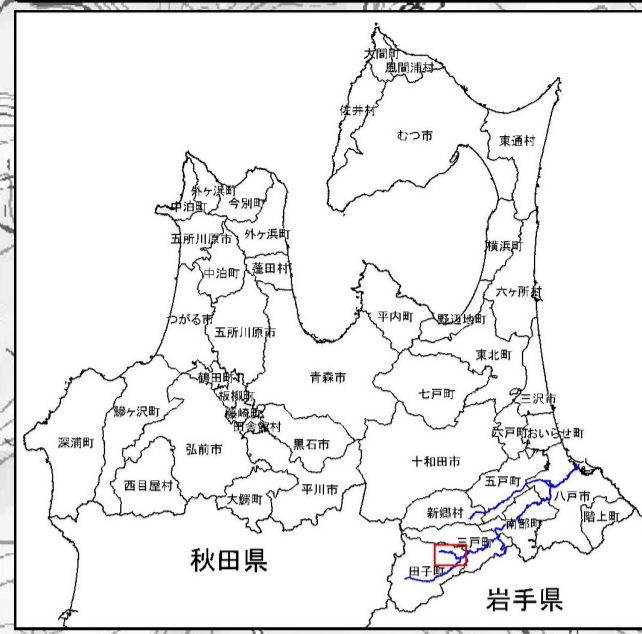 大間町
風間浦村
佐井村
むつ市
東通村
外ヶ浜町
中泊町
今別町
五所川原市
外ヶ浜町
横浜町
中泊町
蓬田村
六ヶ所村
つがる市
平内町
野辺地町
五所川原市
東北町
鶴田町
青森市
七戸町
板柳町
三沢市
鰺ヶ沢町
藤崎町
田舎館村
六戸町
おいらせ町
深浦町
弘前市
黒石市
十和田市
五戸町
西目屋村
平川市
八戸市
大鰐町
新郷村
南部町
階上町
三戸町
秋田県
田子町
岩手県